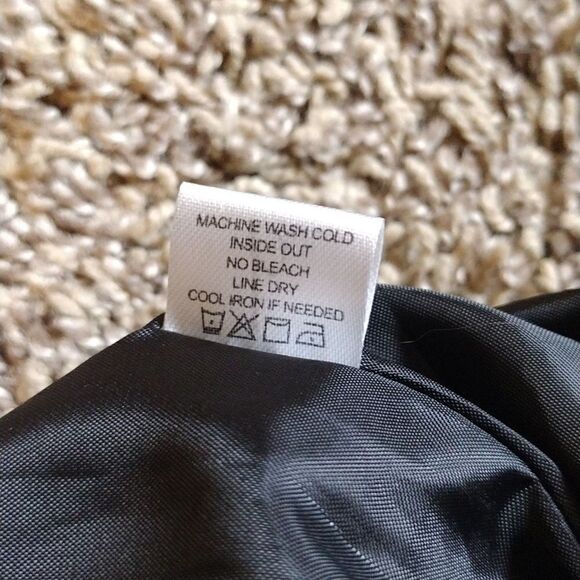 MACHINE WASH COLD
INSIDE OUT
NO BLEACH
LINE DRY
COOL IRON IF NEEDED